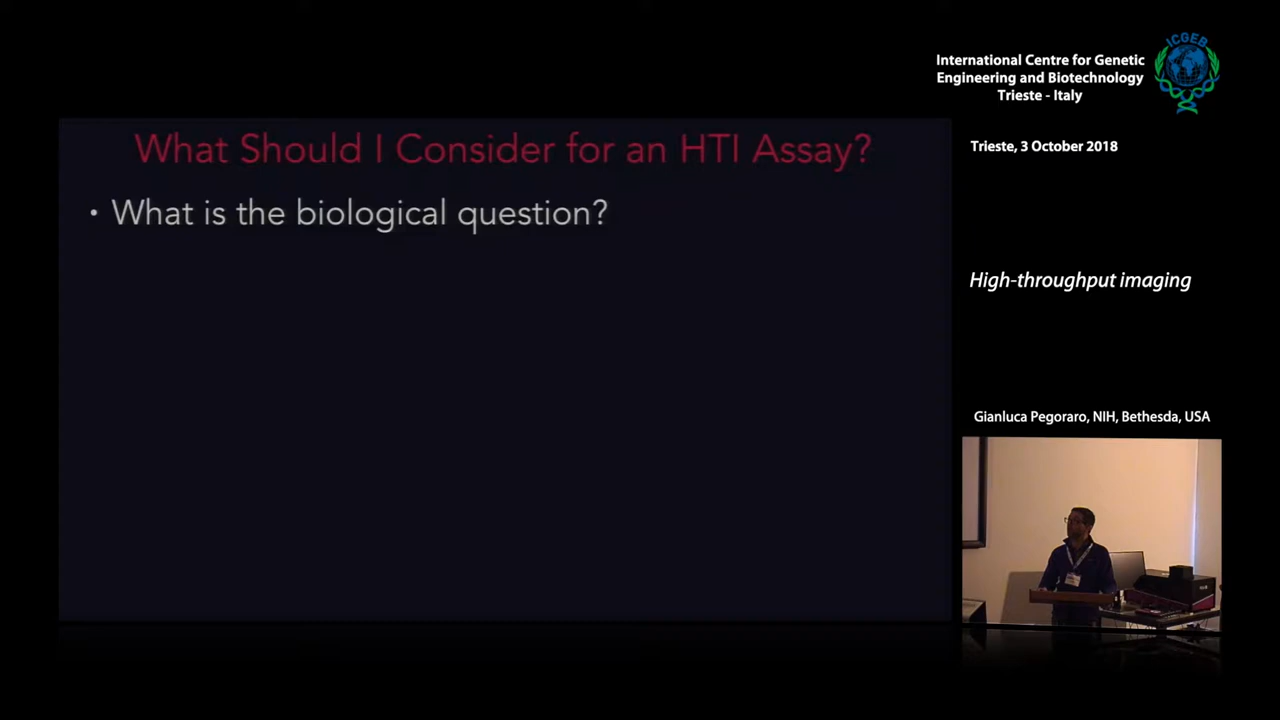 What Should I Consider for an HTI Assay?
• What is the biological question?
International Centre for Genetic
Engineering and Biotechnology
Trieste - Italy
ICGEB
Trieste, 3 October 2018
High-throughput imaging
Gianluca Pegoraro, NIH, Bethesda, USA